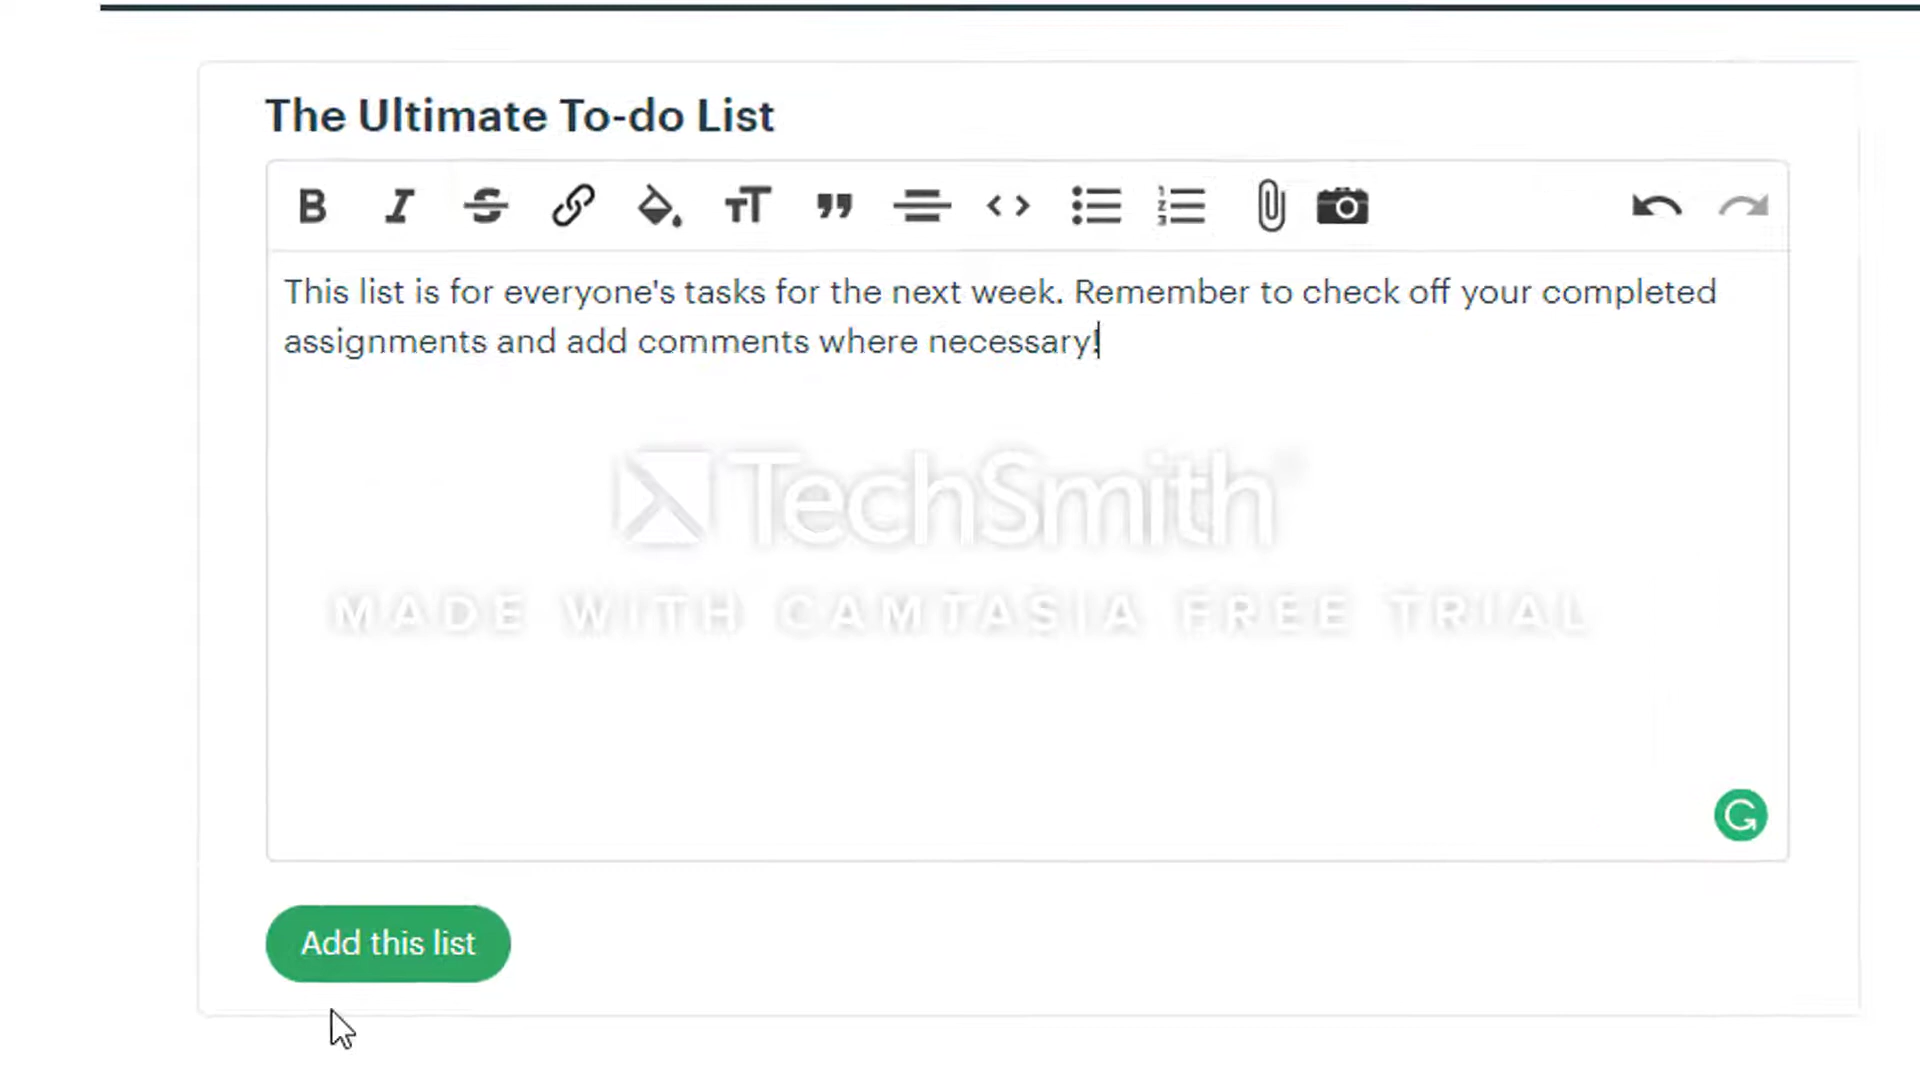 The Ultimate To-do List
This list is for everyone's tasks for the next week. Remember to check off your completed
assignments and add comments where necessary!
TechSmith
MADE WITH CAMTASIA FREE TRIAL
Add this list